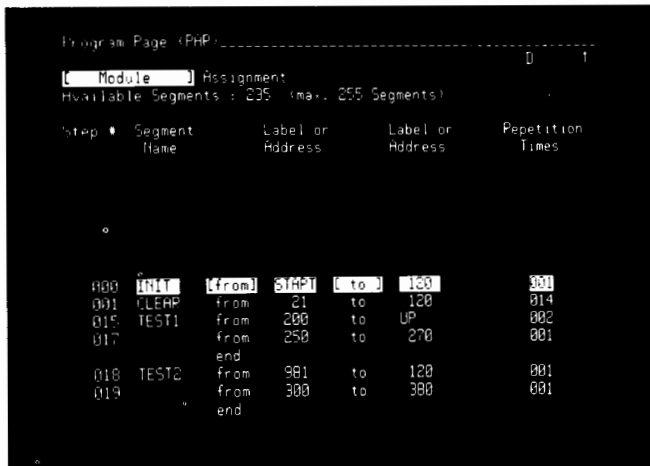 Program Page (PAP)
[ Module ] Assignment
Available Segments : 235 (max. 255 Segments)
Step # Segment Label or Label or Repetition
Name Address Address Times
000 INIT [from] START [ to ] 120 001
001 CLEAR from 21 to 120 014
015 TEST1 from 200 to UP 002
017 from 250 to 270 001
end
018 TEST2 from 981 to 120 001
019 from 300 to 380 001
end